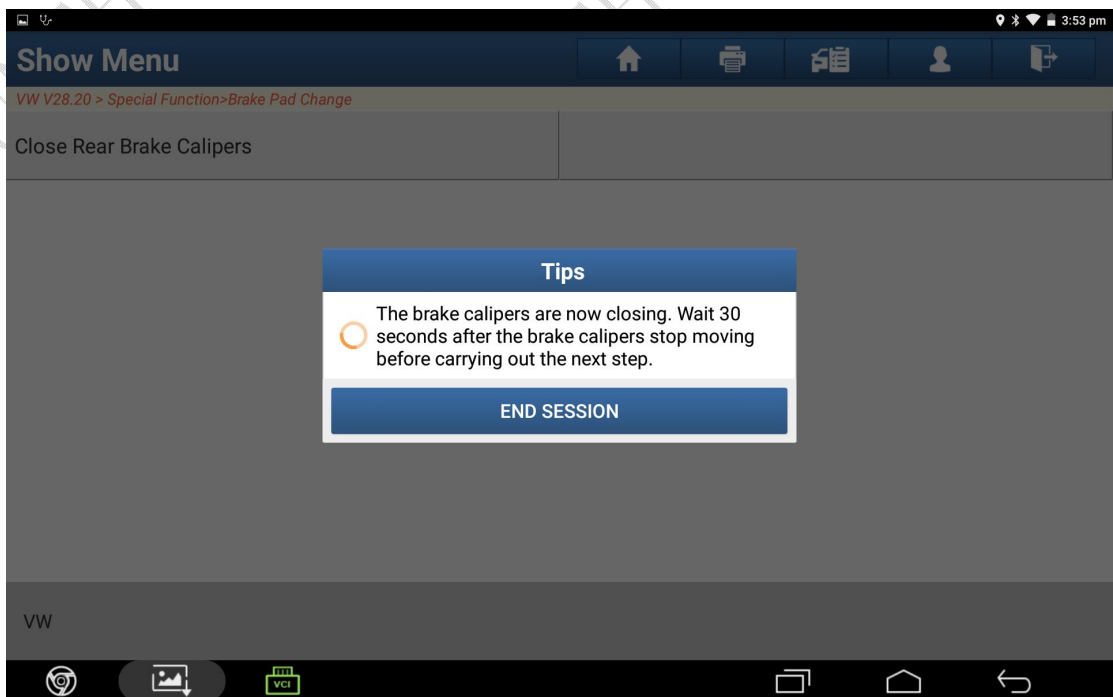 3:53 pm
Show Menu
VW V28.20 > Special Function>Brake Pad Change
Close Rear Brake Calipers
Tips
The brake calipers are now closing. Wait 30
seconds after the brake calipers stop moving
before carrying out the next step.
END SESSION
VW
VCI